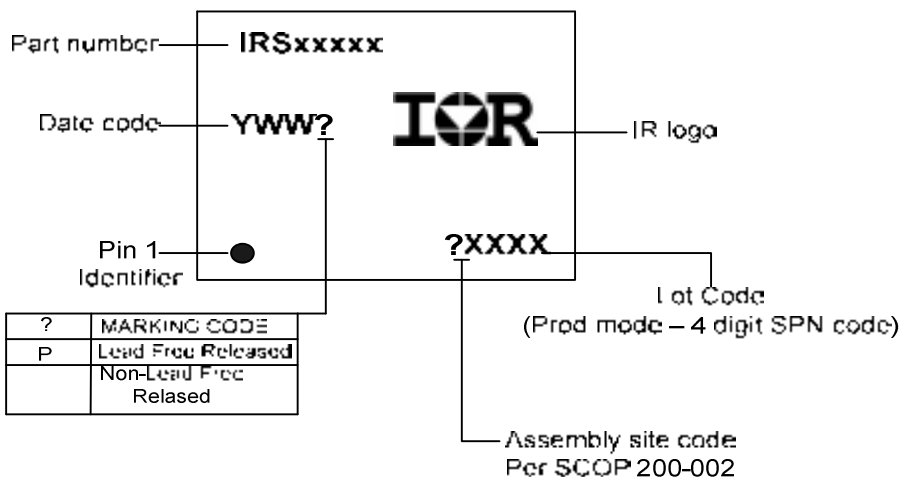 Part number
IRSxxxxx
Date code
YWW?
IOR
IR logo
Pin 1
Identifier
?XXXX
Lot Code
(Prod mode – 4 digit SPN code)
? MARKING CODE
P Lead Free Released
Non-Lead Free
Relased
Assembly site code
Per SCOP 200-002